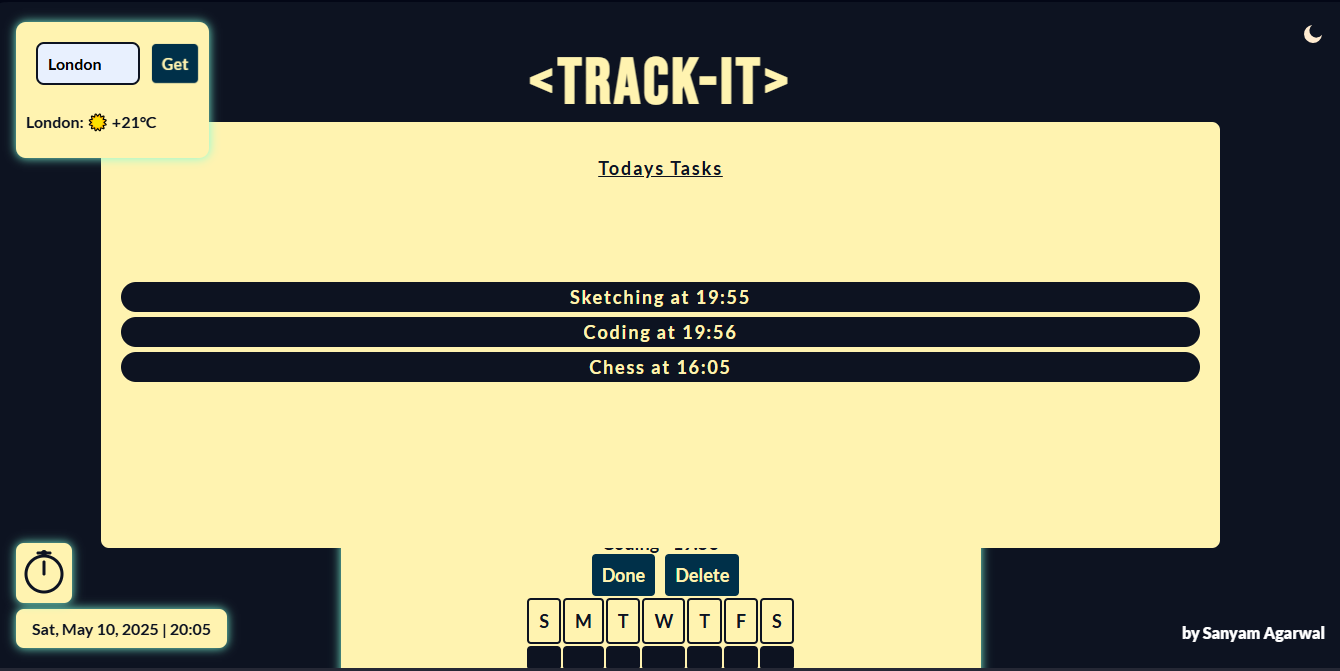 London
Get
London: +21°C
<TRACK-IT>
Todays Tasks
Sketching at 19:55
Coding at 19:56
Chess at 16:05
Done
Delete
S M T W T F S
Sat, May 10, 2025 | 20:05
by Sanyam Agarwal